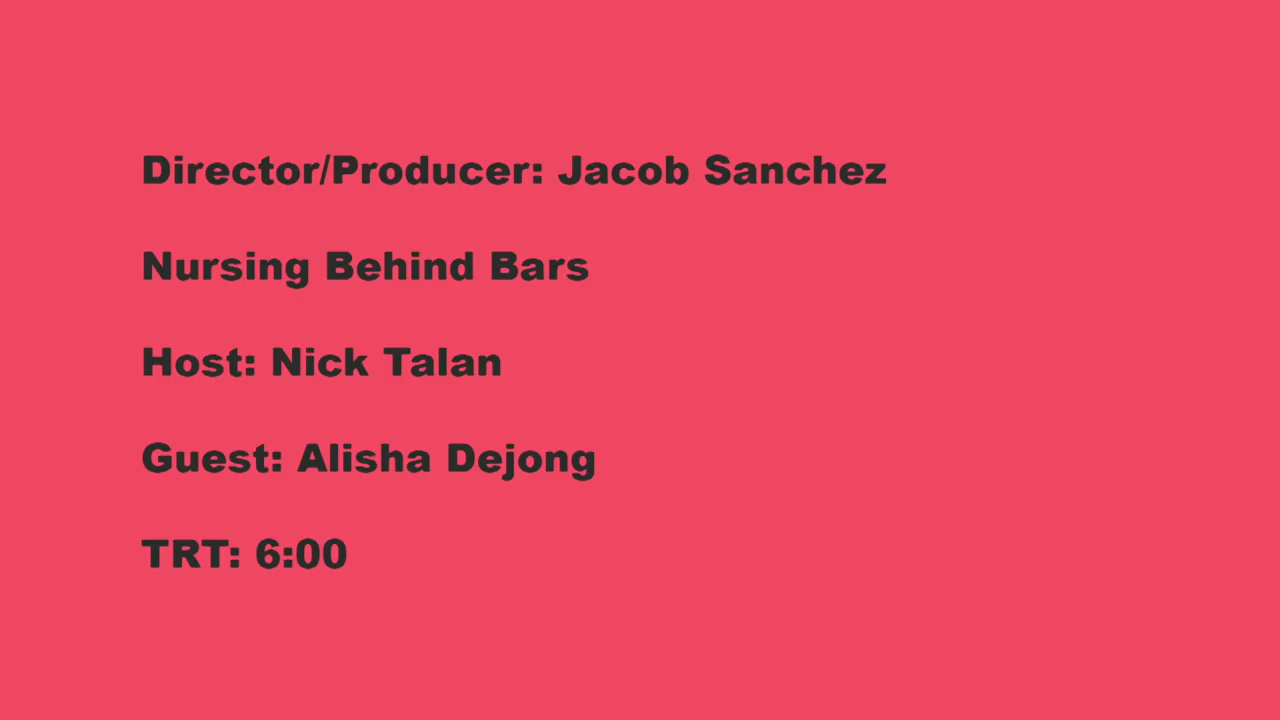 Director/Producer: Jacob Sanchez
Nursing Behind Bars
Host: Nick Talan
Guest: Alisha Dejong
TRT: 6:00